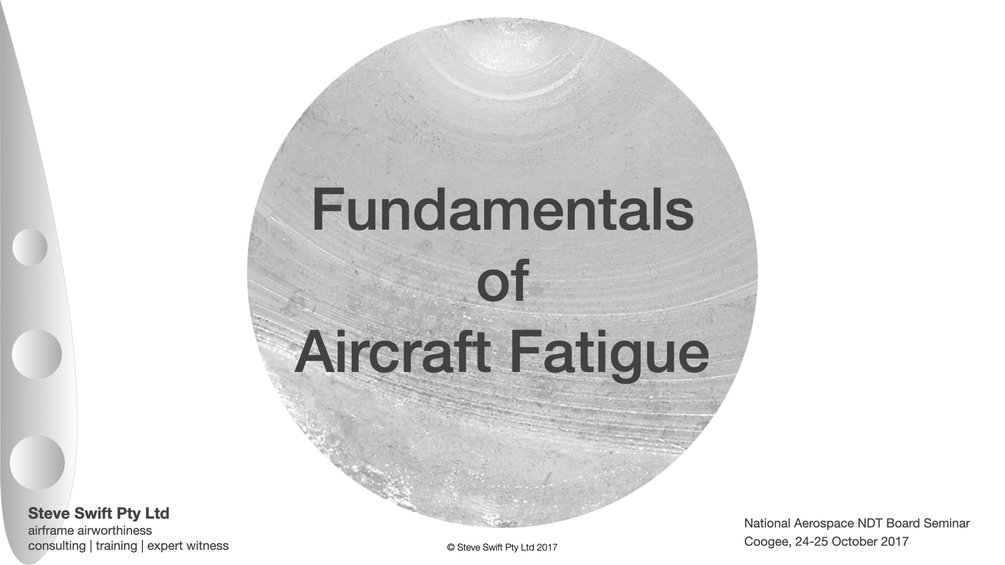 Fundamentals
of
Aircraft Fatigue
Steve Swift Pty Ltd
airframe airworthiness
consulting | training | expert witness
© Steve Swift Pty Ltd 2017
National Aerospace NDT Board Seminar
Coogee, 24-25 October 2017